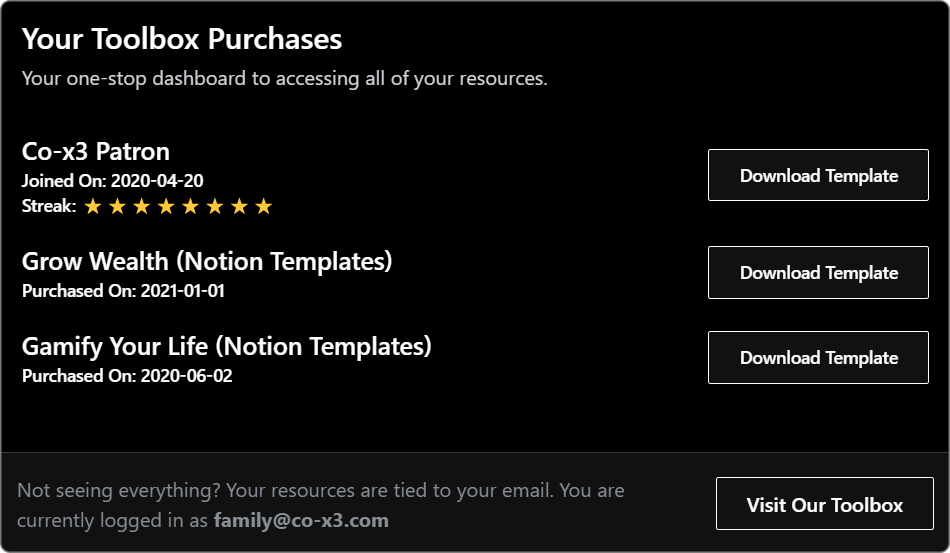 Your Toolbox Purchases
Your one-stop dashboard to accessing all of your resources.
Co-x3 Patron
Joined On: 2020-04-20
Streak: ★ ★ ★ ★ ★ ★ ★ ★
Download Template
Grow Wealth (Notion Templates)
Purchased On: 2021-01-01
Download Template
Gamify Your Life (Notion Templates)
Purchased On: 2020-06-02
Download Template
Not seeing everything? Your resources are tied to your email. You are
currently logged in as family@co-x3.com
Visit Our Toolbox